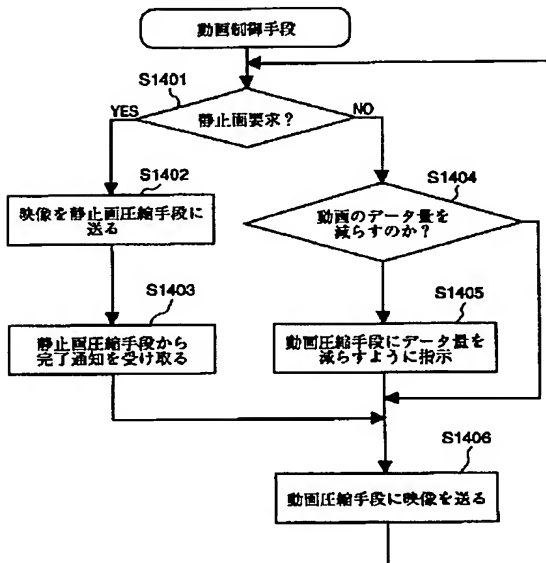 動画制御手段
S1401
YES
静止画要求？
NO
S1402
映像を静止画圧縮手段に
送る
S1404
動画のデータ量を
減らすのか？
S1403
静止画圧縮手段から
完了通知を受け取る
S1405
動画圧縮手段にデータ量を
減らすように指示
S1406
動画圧縮手段に映像を送る